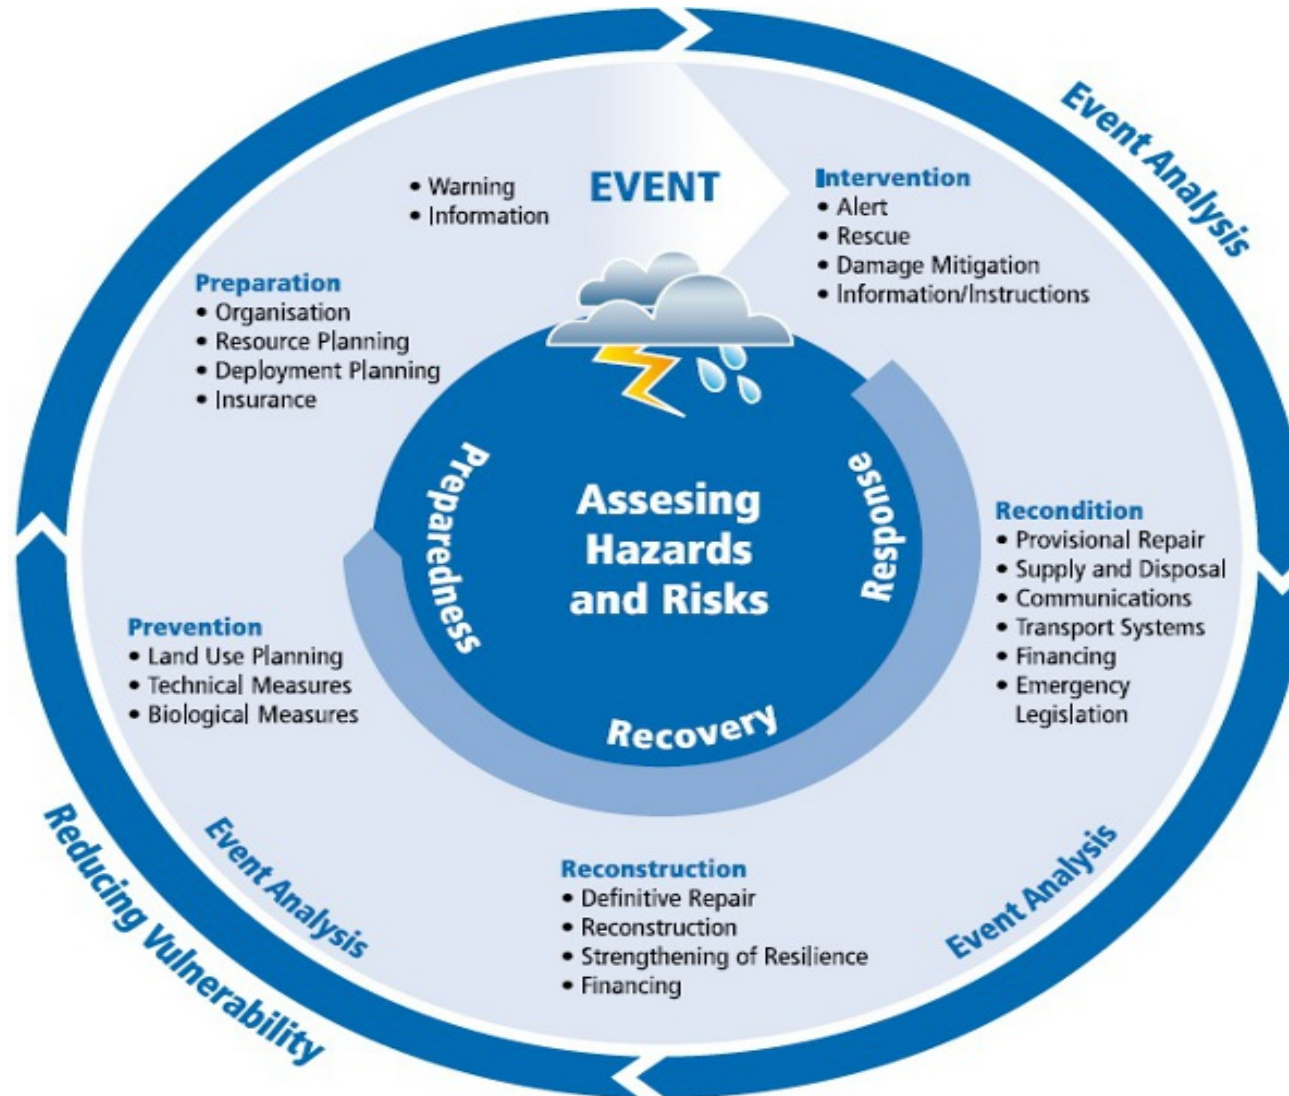 Event Analysis
EVENT
• Warning
• Information
Intervention
• Alert
• Rescue
• Damage Mitigation
• Information/Instructions
Preparation
• Organisation
• Resource Planning
• Deployment Planning
• Insurance
Preparedness
Assesing
Hazards
and Risks
Response
Recondition
• Provisional Repair
• Supply and Disposal
• Communications
• Transport Systems
• Financing
• Emergency
Legislation
Prevention
• Land Use Planning
• Technical Measures
• Biological Measures
Recovery
Reducing Vulnerability
Event Analysis
Reconstruction
• Definitive Repair
• Reconstruction
• Strengthening of Resilience
• Financing
Event Analysis